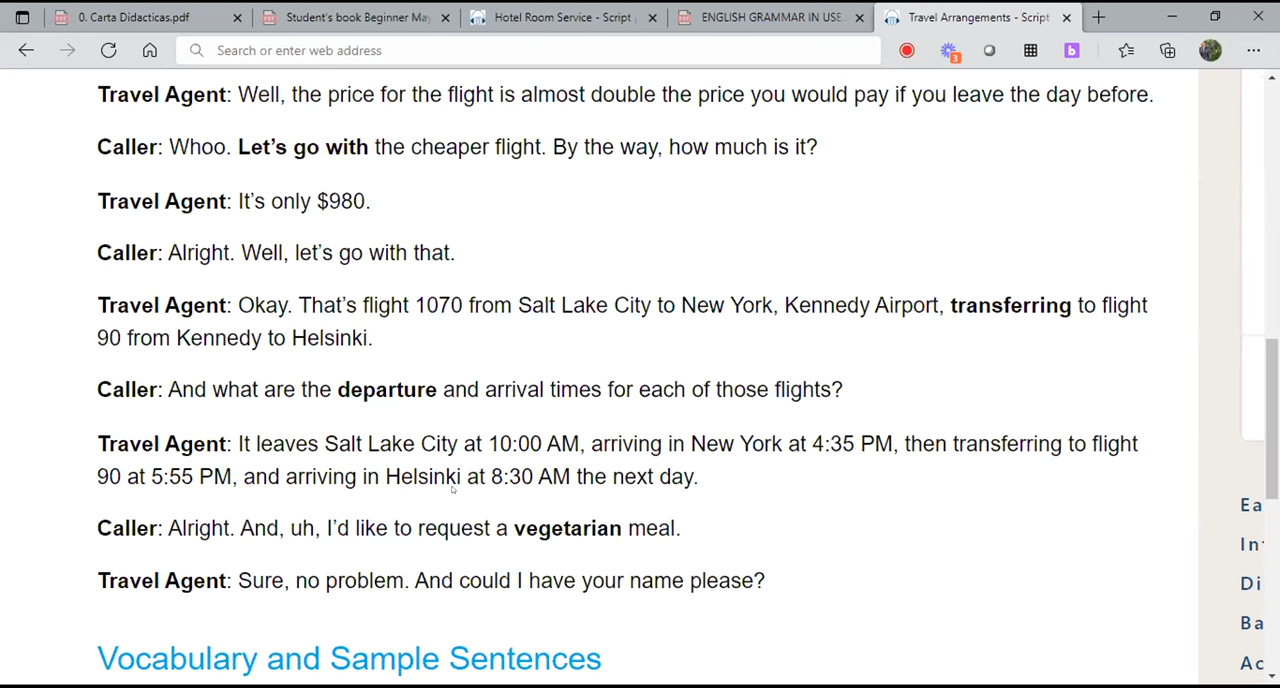 0. Carta Didacticas.pdf
Student's book Beginner Ma
Hotel Room Service - Script
ENGLISH GRAMMAR IN USE.
Travel Arrangements - Script
Search or enter web address
3
b
Travel Agent: Well, the price for the flight is almost double the price you would pay if you leave the day before.
Caller: Whoo. Let’s go with the cheaper flight. By the way, how much is it?
Travel Agent: It’s only $980.
Caller: Alright. Well, let’s go with that.
Travel Agent: Okay. That’s flight 1070 from Salt Lake City to New York, Kennedy Airport, transferring to flight
90 from Kennedy to Helsinki.
Caller: And what are the departure and arrival times for each of those flights?
Travel Agent: It leaves Salt Lake City at 10:00 AM, arriving in New York at 4:35 PM, then transferring to flight
90 at 5:55 PM, and arriving in Helsinki at 8:30 AM the next day.
Caller: Alright. And, uh, I’d like to request a vegetarian meal.
Travel Agent: Sure, no problem. And could I have your name please?
Vocabulary and Sample Sentences
Ea
In
Di
Ba
Ac